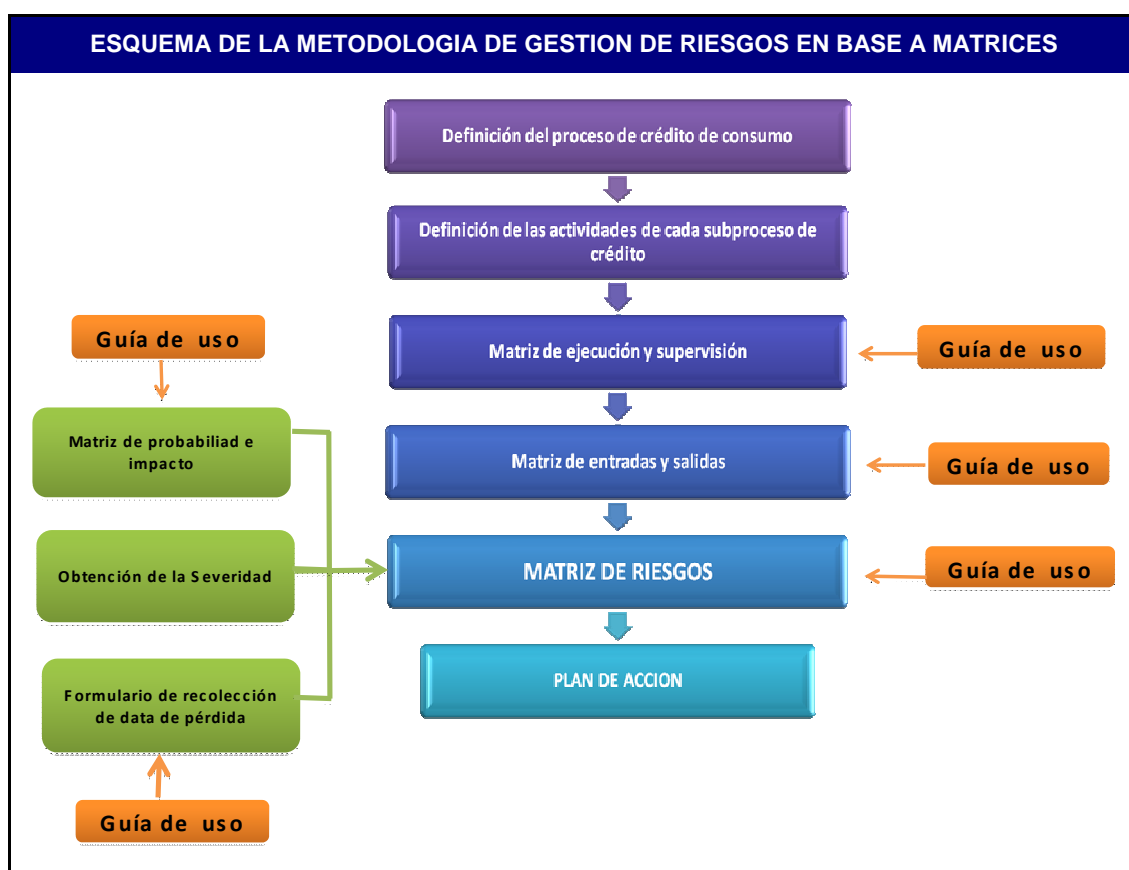 ESQUEMA DE LA METODOLOGIA DE GESTION DE RIESGOS EN BASE A MATRICES
Definición del proceso de crédito de consumo
Definición de las actividades de cada subproceso de
crédito
Guía de uso
Matriz de ejecución y supervisión
Guía de uso
Matriz de probabiliad e
impacto
Matriz de entradas y salidas
Guía de uso
Obtención de la Severidad
MATRIZ DE RIESGOS
Guía de uso
Formulario de recolección
de data de pérdida
PLAN DE ACCION
Guía de uso